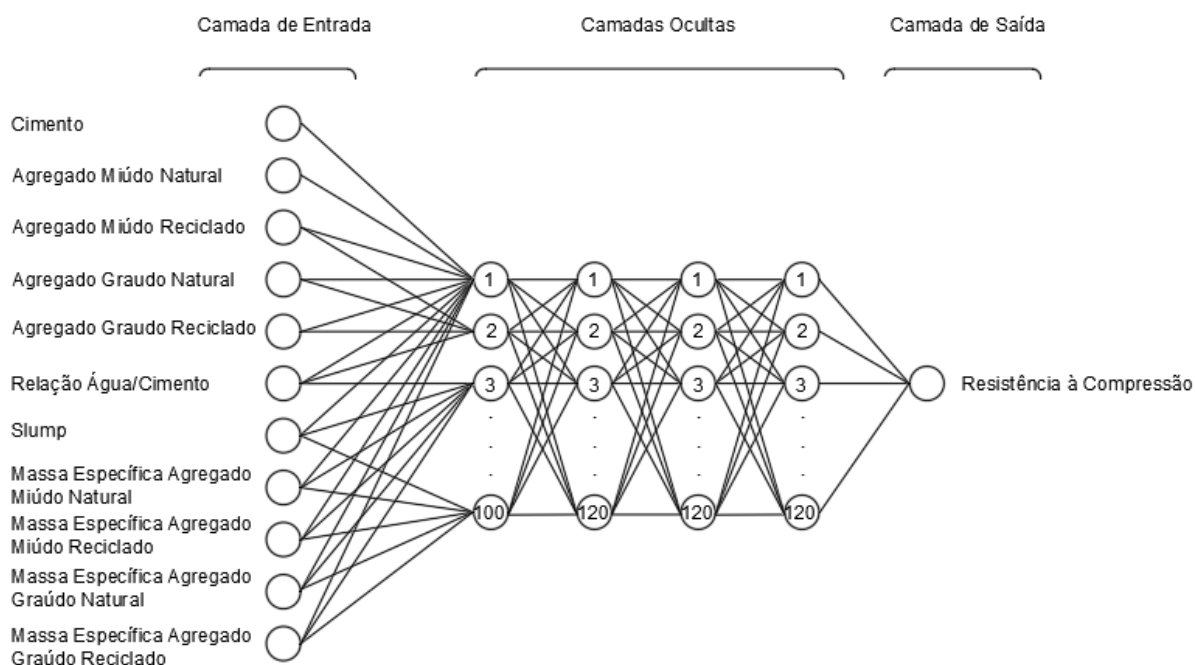 Camada de Entrada
Camadas Ocultas
Camada de Saída
Cimento
Agregado Miúdo Natural
Agregado Miúdo Reciclado
Agregado Graudo Natural
Agregado Graudo Reciclado
Relação Água/Cimento
Slump
Massa Específica Agregado
Miúdo Natural
Massa Específica Agregado
Miúdo Reciclado
Massa Específica Agregado
Graúdo Natural
Massa Específica Agregado
Graúdo Reciclado
1 1 1 1
2 2 2 2
3 3 3 3
100 120 120 120
Resistência à Compressão